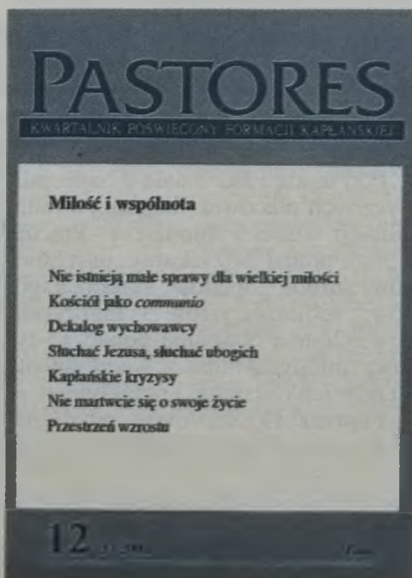 PASTORES
KWARTALNIK POŚWIĘCONY FORMACJI KAPŁAŃSKIEJ
Miłość i wspólnota
Nie istnieją małe sprawy dla wielkiej miłości
Kościół jako communio
Dekalog wychowawcy
Słuchać Jezusa, słuchać ubogich
Kapłańskie kryzysy
Nie martwcie się o swoje życie
Przestrzeń wzrostu
12